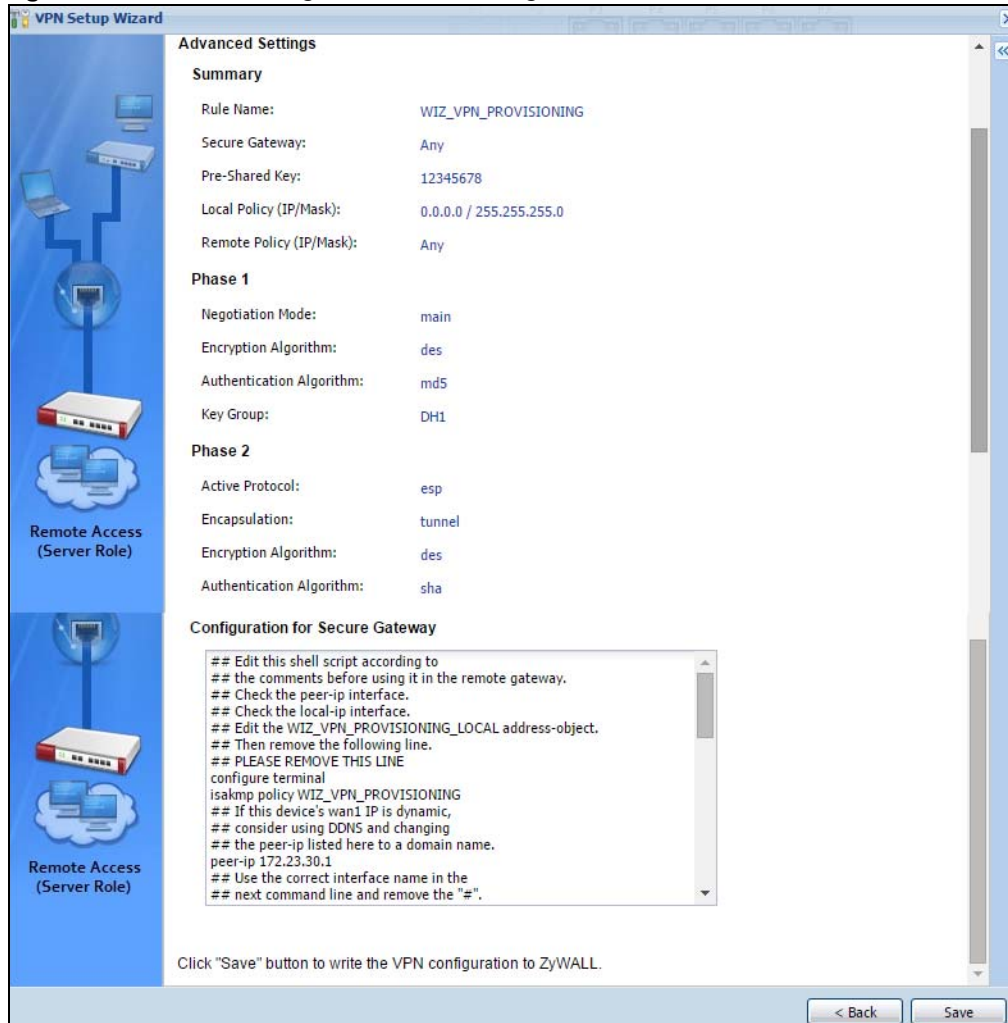 VPN Setup Wizard
Advanced Settings
Summary
Rule Name: WIZ_VPN_PROVISIONING
Secure Gateway: Any
Pre-Shared Key: 12345678
Local Policy (IP/Mask): 0.0.0.0 / 255.255.255.0
Remote Policy (IP/Mask): Any
Phase 1
Negotiation Mode: main
Encryption Algorithm: des
Authentication Algorithm: md5
Key Group: DH1
Phase 2
Active Protocol: esp
Encapsulation: tunnel
Encryption Algorithm: des
Authentication Algorithm: sha
Remote Access
(Server Role)
Configuration for Secure Gateway
## Edit this shell script according to
## the comments before using it in the remote gateway.
## Check the peer-ip interface.
## Check the local-ip interface.
## Edit the WIZ_VPN_PROVISIONING_LOCAL address-object.
## Then remove the following line.
## PLEASE REMOVE THIS LINE
configure terminal
isakmp policy WIZ_VPN_PROVISIONING
## If this device's wan1 IP is dynamic,
## consider using DDNS and changing
## the peer-ip listed here to a domain name.
peer-ip 172.23.30.1
## Use the correct interface name in the
## next command line and remove the "#".
Remote Access
(Server Role)
Click "Save" button to write the VPN configuration to ZyWALL.
< Back
Save